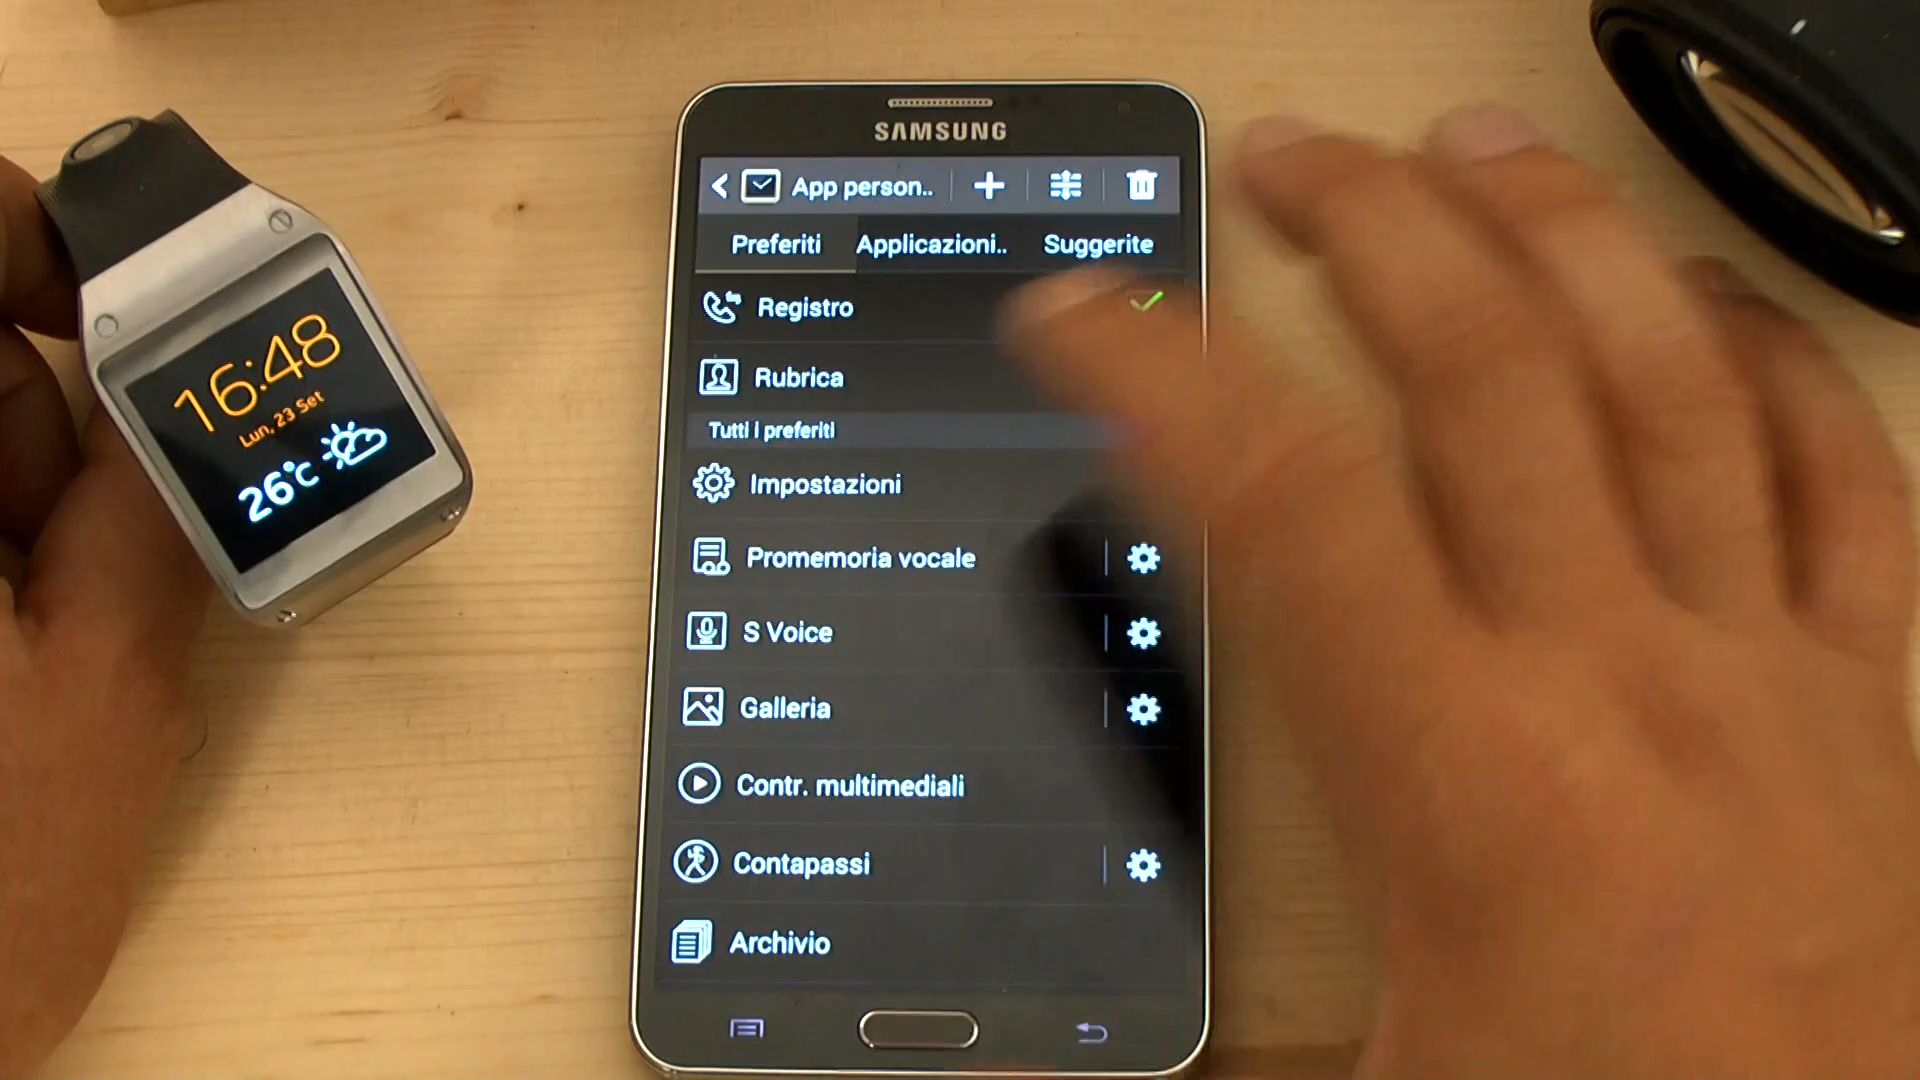 16:48
Lun, 23 Set
26°C
SAMSUNG
App person..
Preferiti Applicazioni.. Suggerite
Registro
Rubrica
Tutti i preferiti
Impostazioni
Promemoria vocale
S Voice
Galleria
Contr. multimediali
Contapassi
Archivio